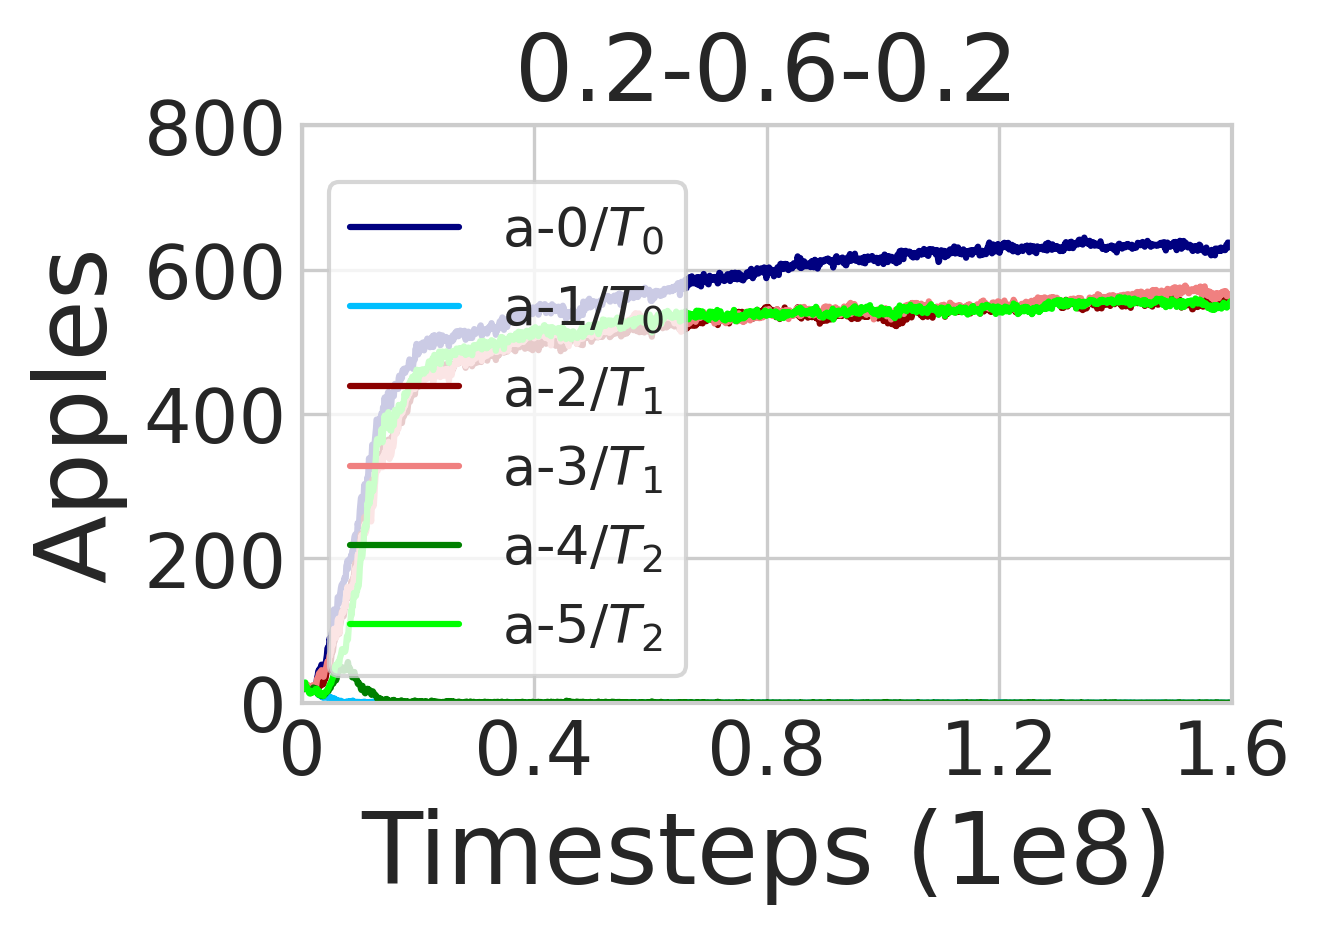 0.2-0.6-0.2
800
600
400
200
0
Apples
a-0/T₀
a-1/T₀
a-2/T₁
a-3/T₁
a-4/T₂
a-5/T₂
0 0.4 0.8 1.2 1.6
Timesteps (1e8)